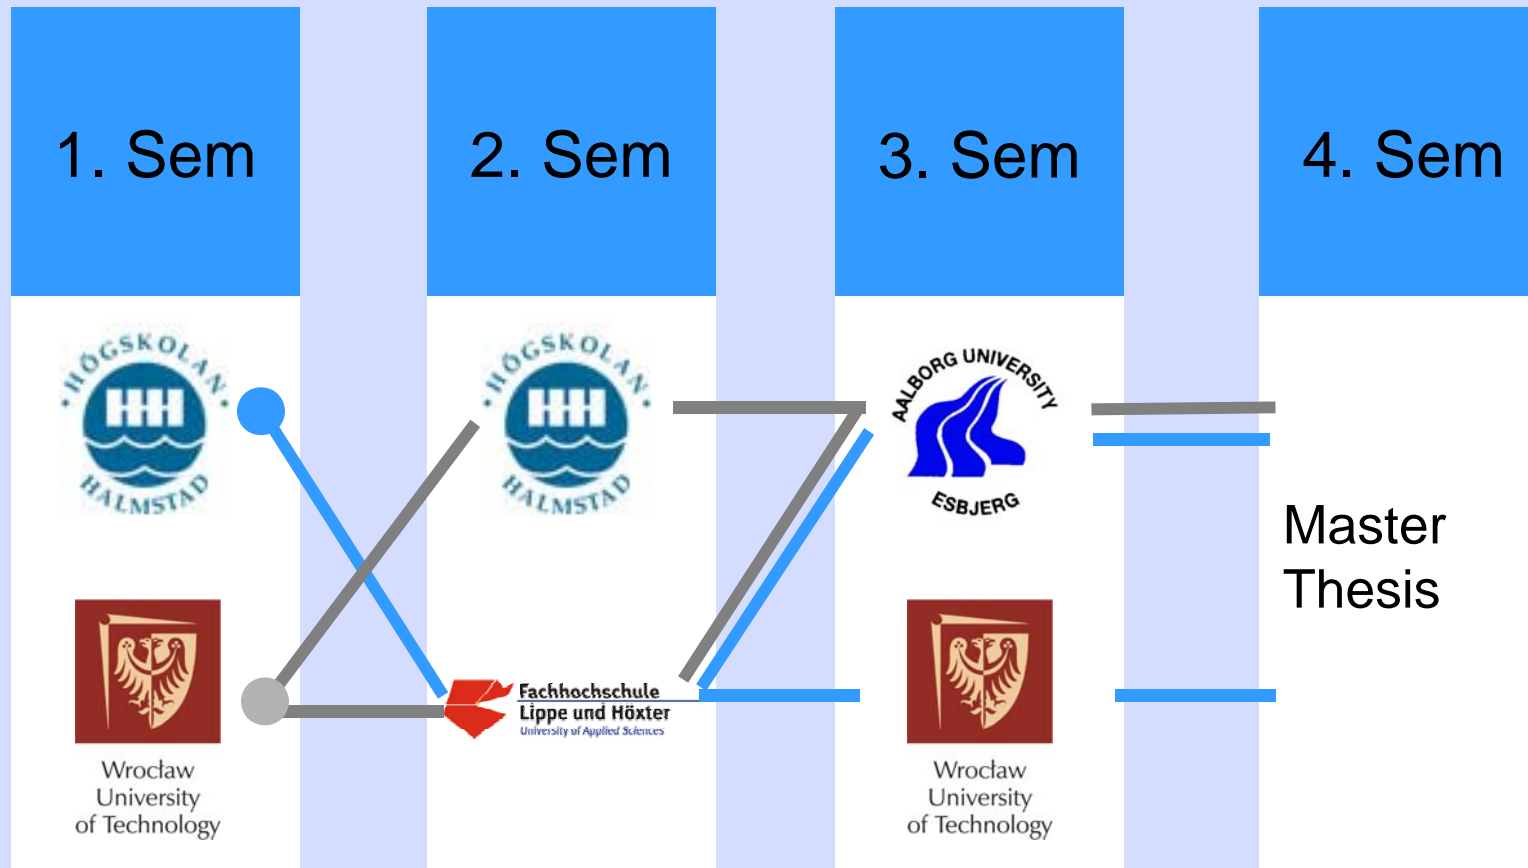 1. Sem
2. Sem
3. Sem
4. Sem
HÖGSKOLAN
HALMSTAD
HÖGSKOLAN
HALMSTAD
AALBORG UNIVERSITY
ESBJERG
Master
Thesis
Wrocław
University
of Technology
Fachhochschule
Lippe und Höxter
University of Applied Sciences
Wrocław
University
of Technology